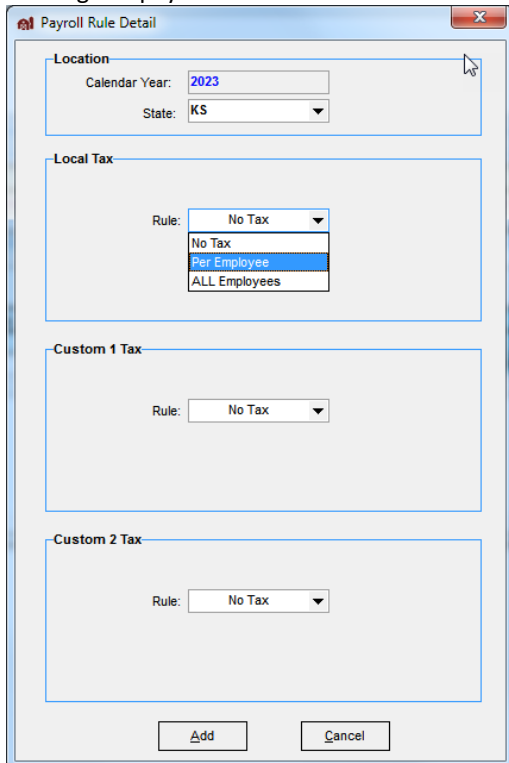 Payroll Rule Detail
Location
Calendar Year: 2023
State: KS
Local Tax
Rule: No Tax
No Tax
Per Employee
ALL Employees
Custom 1 Tax
Rule: No Tax
Custom 2 Tax
Rule: No Tax
Add Cancel